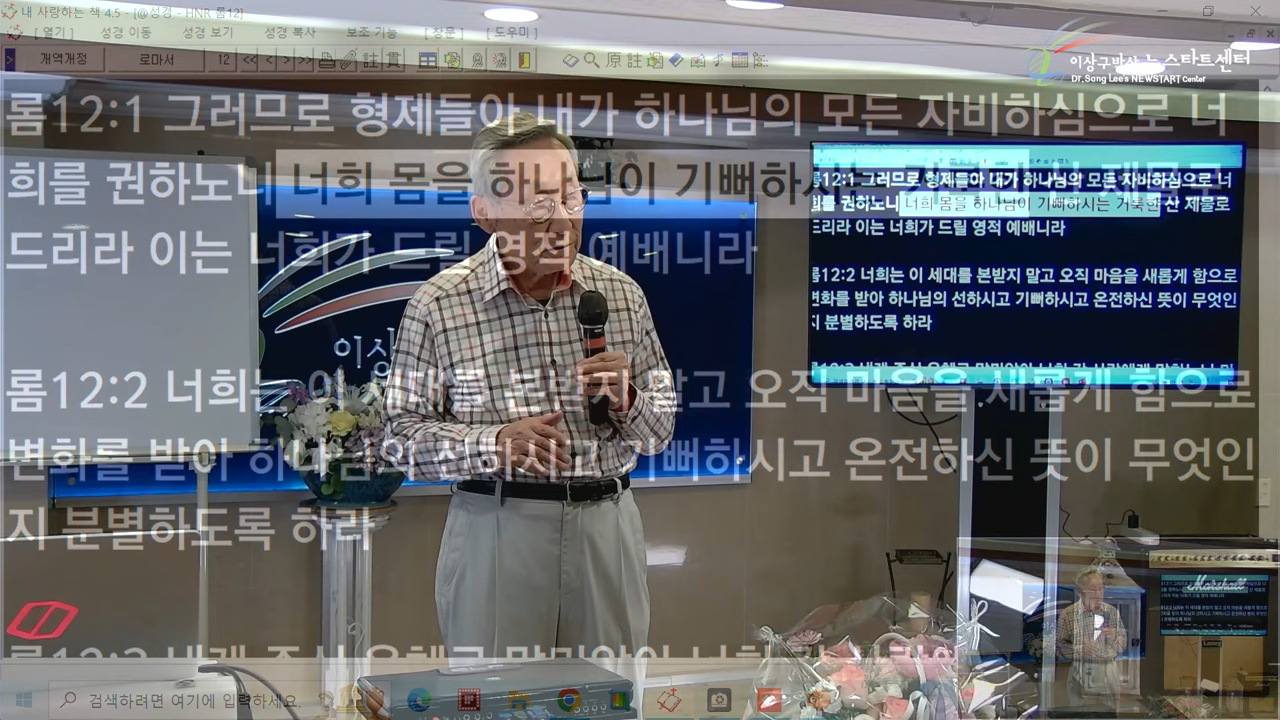 내 사랑하는 책 4.5 - [@성경 - HNR 롬12]
[ 열기 ] 성경 이동 성경 보기 성경 복사 보조 기능 [ 창문 ] [ 도우미 ]
개역개정 로마서 12 << < > >> 註 貫 原 註
이상구박사 뉴스타트센터
Dr. Sang Lee's NEWSTART Center
롬12:1 그러므로 형제들아 내가 하나님의 모든 자비하심으로 너
희를 권하노니 너희 몸을 하나님이 기뻐하시는 거룩한 산 제물로
드리라 이는 너희가 드릴 영적 예배니라
롬12:2 너희는 이 세대를 본받지 말고 오직 마음을 새롭게 함으로
변화를 받아 하나님의 선하시고 기뻐하시고 온전하신 뜻이 무엇인
지 분별하도록 하라
롬12:1 그러므로 형제들아 내가 하나님의 모든 자비하심으로 너
희를 권하노니 너희 몸을 하나님이 기뻐하시는 거룩한 산 제물로
드리라 이는 너희가 드릴 영적 예배니라
롬12:2 너희는 이 세대를 본받지 말고 오직 마음을 새롭게 함으로
변화를 받아 하나님의 선하시고 기뻐하시고 온전하신 뜻이 무엇인
지 분별하도록 하라
이상
Marshall
검색하려면 여기에 입력하세요.